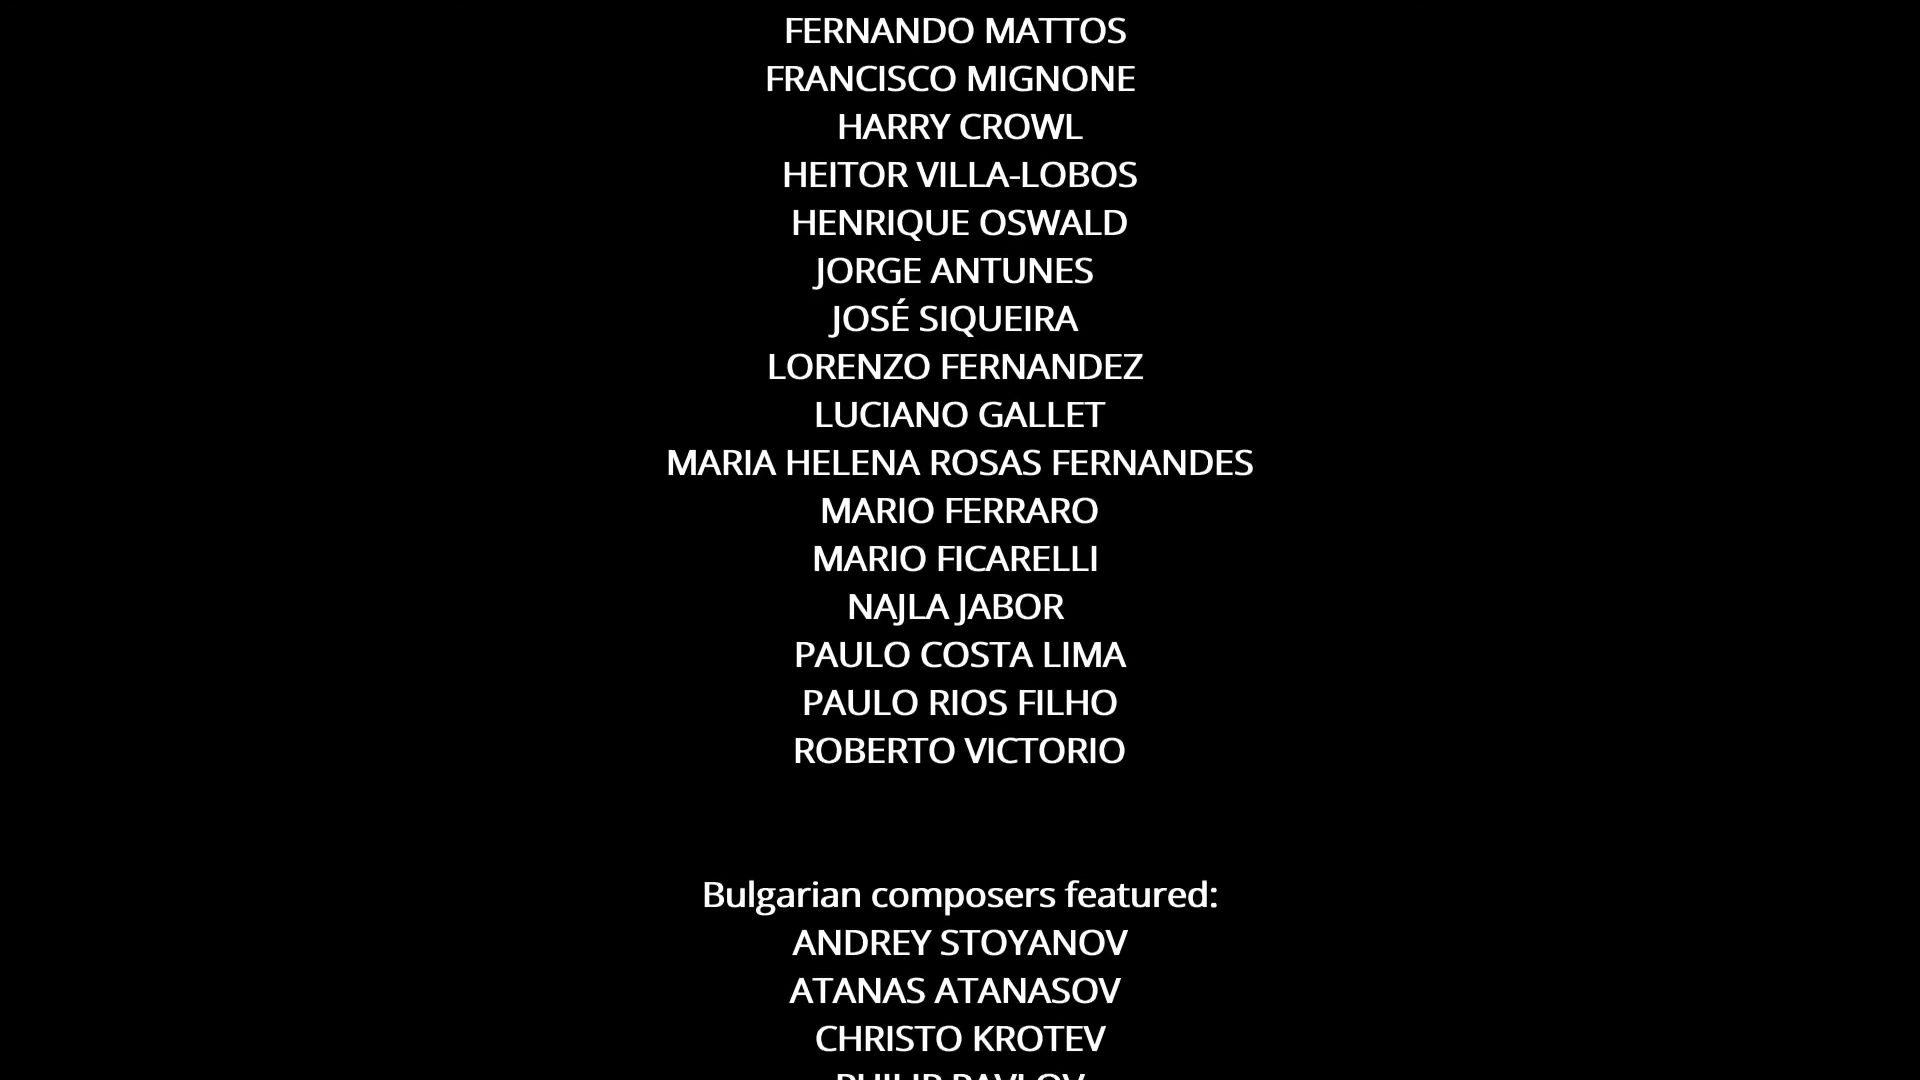 FERNANDO MATTOS
FRANCISCO MIGNONE
HARRY CROWL
HEITOR VILLA-LOBOS
HENRIQUE OSWALD
JORGE ANTUNES
JOSÉ SIQUEIRA
LORENZO FERNANDEZ
LUCIANO GALLET
MARIA HELENA ROSAS FERNANDES
MARIO FERRARO
MARIO FICARELLI
NAJLA JABOR
PAULO COSTA LIMA
PAULO RIOS FILHO
ROBERTO VICTORIO
Bulgarian composers featured:
ANDREY STOYANOV
ATANAS ATANASOV
CHRISTO KROTEV
PHILIP PAVLOV